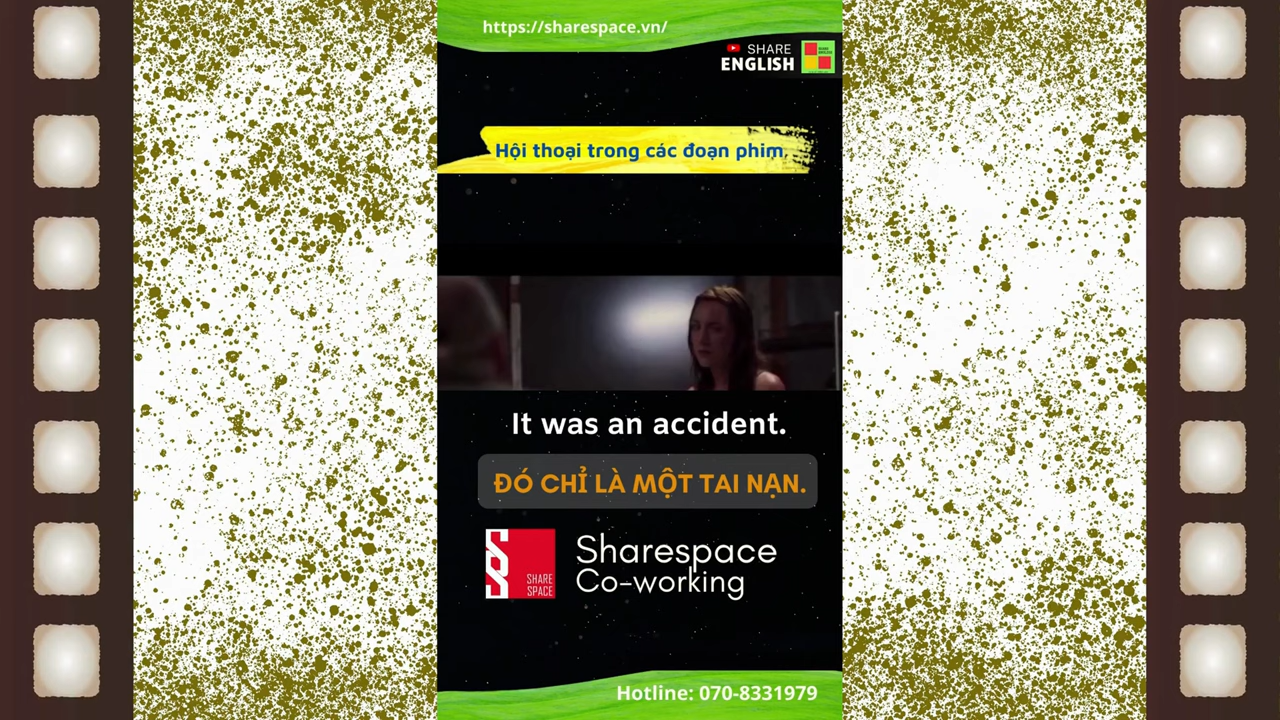 https://sharespace.vn/
SHARE
ENGLISH
Hội thoại trong các đoạn phim
It was an accident.
ĐÓ CHỈ LÀ MỘT TAI NẠN.
SHARE
SPACE
Sharespace
Co-working
Hotline: 070-8331979